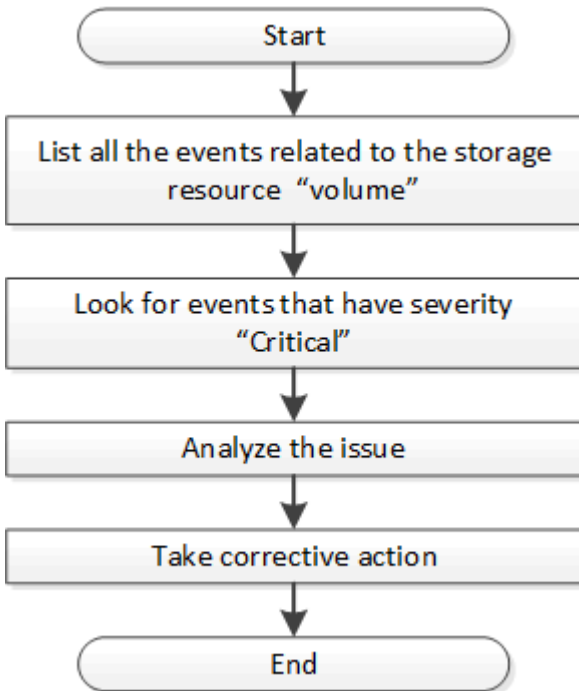 Start
List all the events related to the storage
resource “volume”
Look for events that have severity
“Critical”
Analyze the issue
Take corrective action
End